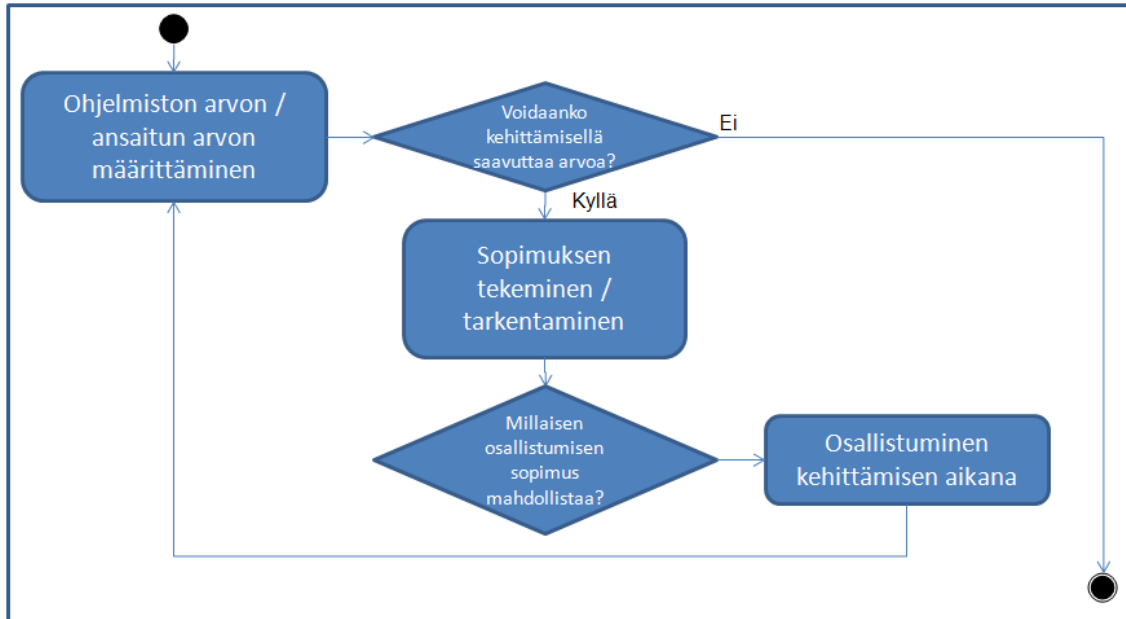 Ohjelmiston arvon /
ansaitun arvon
määrittäminen
Voidaanko
kehittämisellä
saavuttaa arvoa?
Ei
Kyllä
Sopimuksen
tekeminen /
tarkentaminen
Millaisen
osallistumisen
sopimus
mahdollistaa?
Osallistuminen
kehittämisen aikana